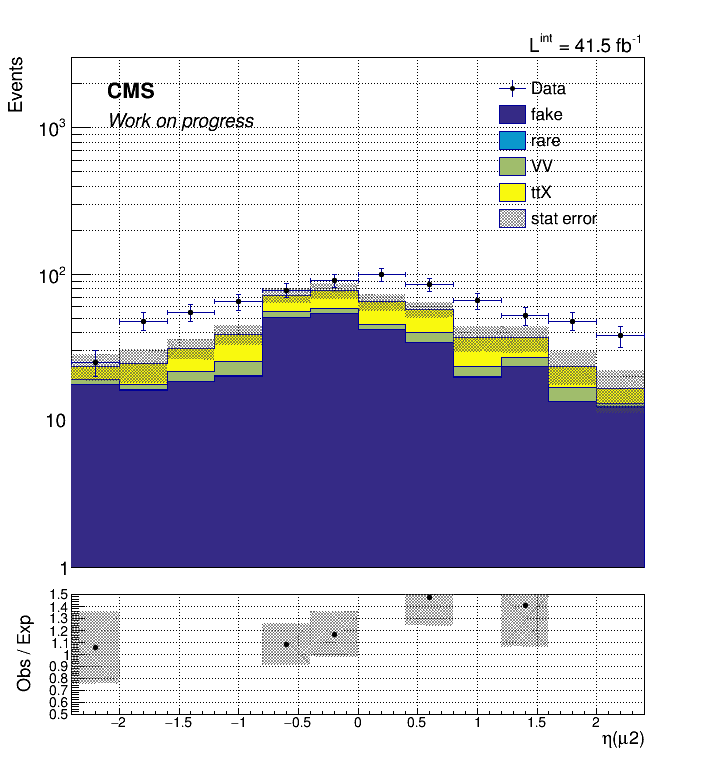 L^int = 41.5 fb^-1
Events
CMS
Work on progress
Data
fake
rare
VV
ttX
stat error
10^3
10^2
10
1
Obs / Exp
1.5
1.4
1.3
1.2
1.1
1
0.9
0.8
0.7
0.6
0.5
−2 −1.5 −1 −0.5 0 0.5 1 1.5 2
η(μ2)